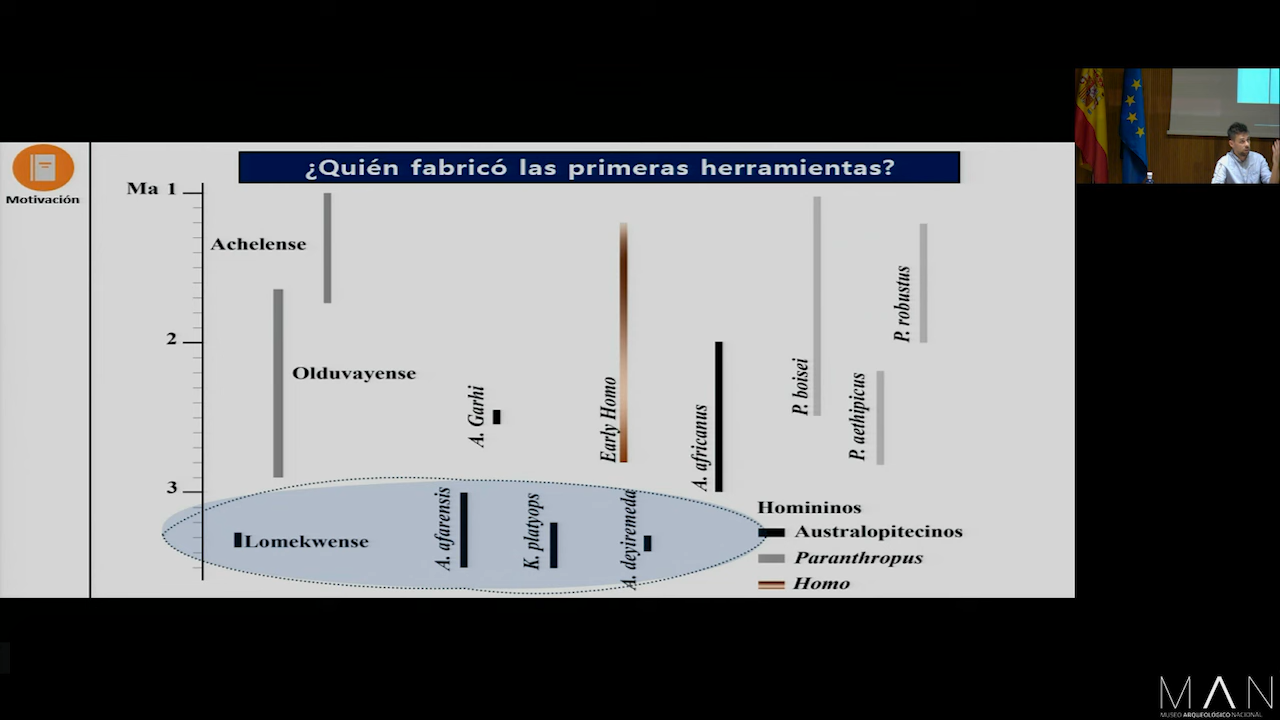 ¿Quién fabricó las primeras herramientas?
Motivación
Ma 1
Achelense
P. robustus
2
Olduvayense
A. Garhi
Early Homo
A. africanus
P. boisei
P. aethipicus
3
Lomekwense
A. afarensis
K. platyops
A. deyiremeda
Homininos
Australopitecinos
Paranthropus
Homo
MAN
MUSEO ARQUEOLÓGICO NACIONAL